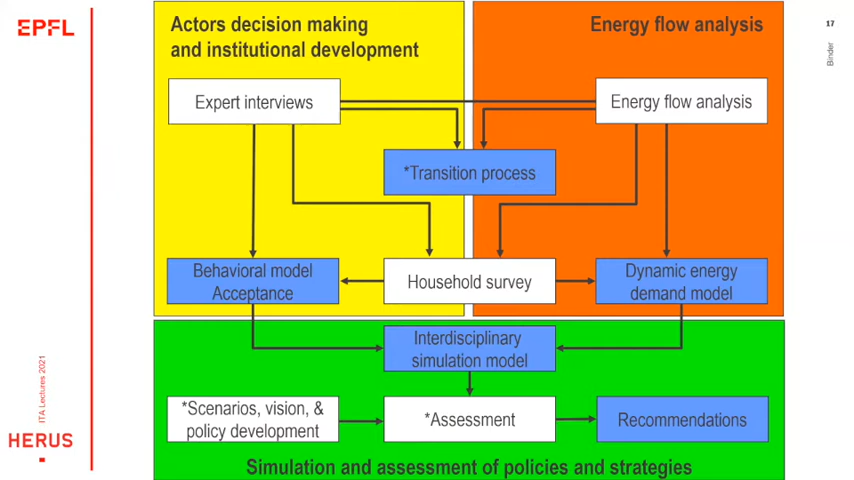 EPFL
Actors decision making
and institutional development
Energy flow analysis
17
Binder
Expert interviews
Energy flow analysis
*Transition process
Behavioral model
Acceptance
Household survey
Dynamic energy
demand model
Interdisciplinary
simulation model
*Scenarios, vision, &
policy development
*Assessment
Recommendations
Simulation and assessment of policies and strategies
ITA Lectures 2021
HERUS